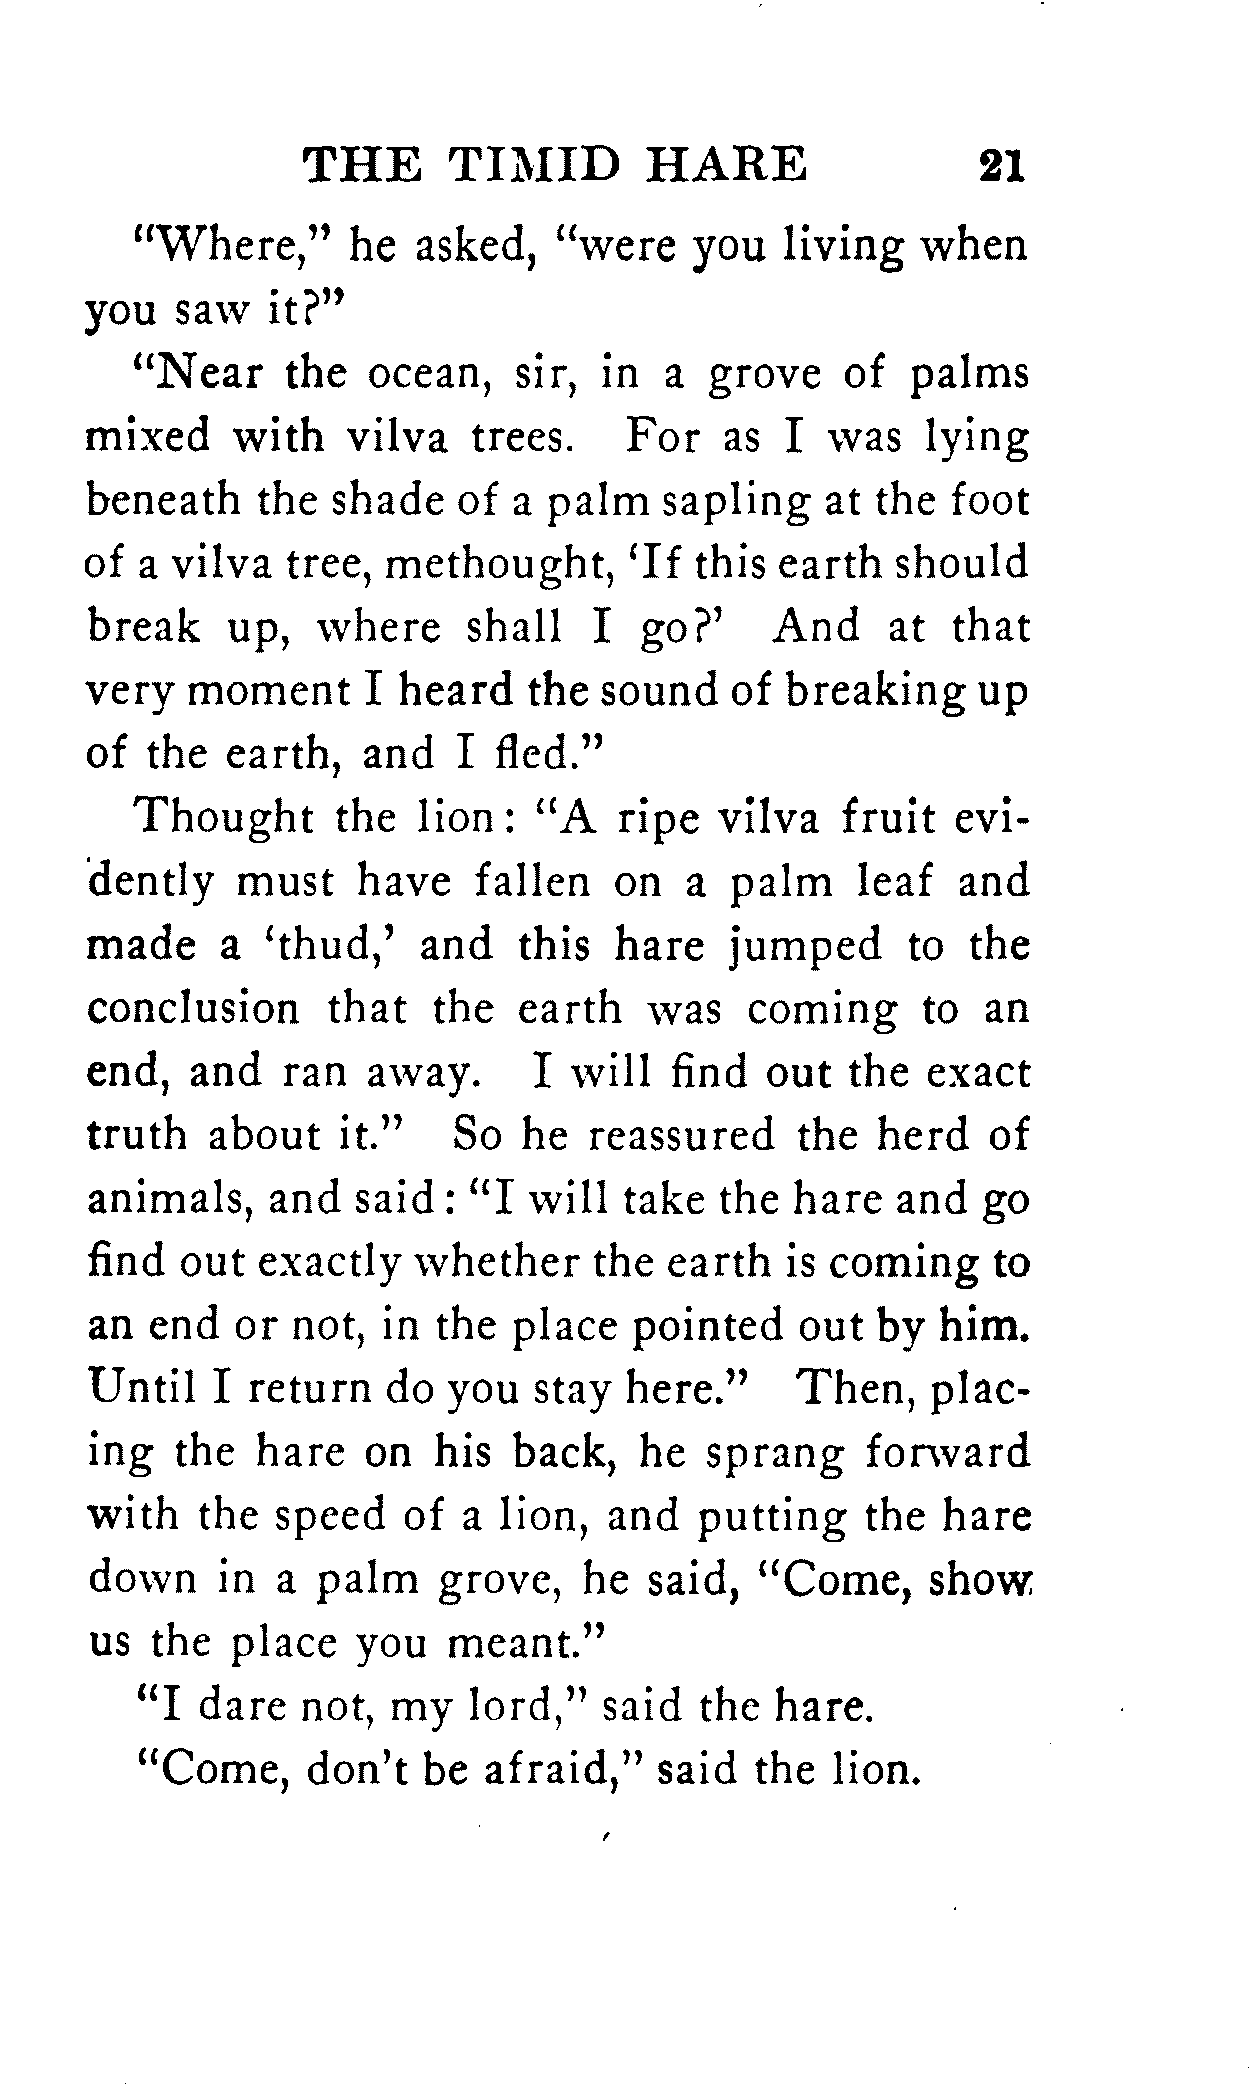 THE TIMID HARE 21
“Where,” he asked, “were you living when
you saw it?”
“Near the ocean, sir, in a grove of palms
mixed with vilva trees. For as I was lying
beneath the shade of a palm sapling at the foot
of a vilva tree, methought, ‘If this earth should
break up, where shall I go?’ And at that
very moment I heard the sound of breaking up
of the earth, and I fled.”
Thought the lion: “A ripe vilva fruit evi-
dently must have fallen on a palm leaf and
made a ‘thud,’ and this hare jumped to the
conclusion that the earth was coming to an
end, and ran away. I will find out the exact
truth about it.” So he reassured the herd of
animals, and said: “I will take the hare and go
find out exactly whether the earth is coming to
an end or not, in the place pointed out by him.
Until I return do you stay here.” Then, plac-
ing the hare on his back, he sprang forward
with the speed of a lion, and putting the hare
down in a palm grove, he said, “Come, show
us the place you meant.”
“I dare not, my lord,” said the hare.
“Come, don’t be afraid,” said the lion.